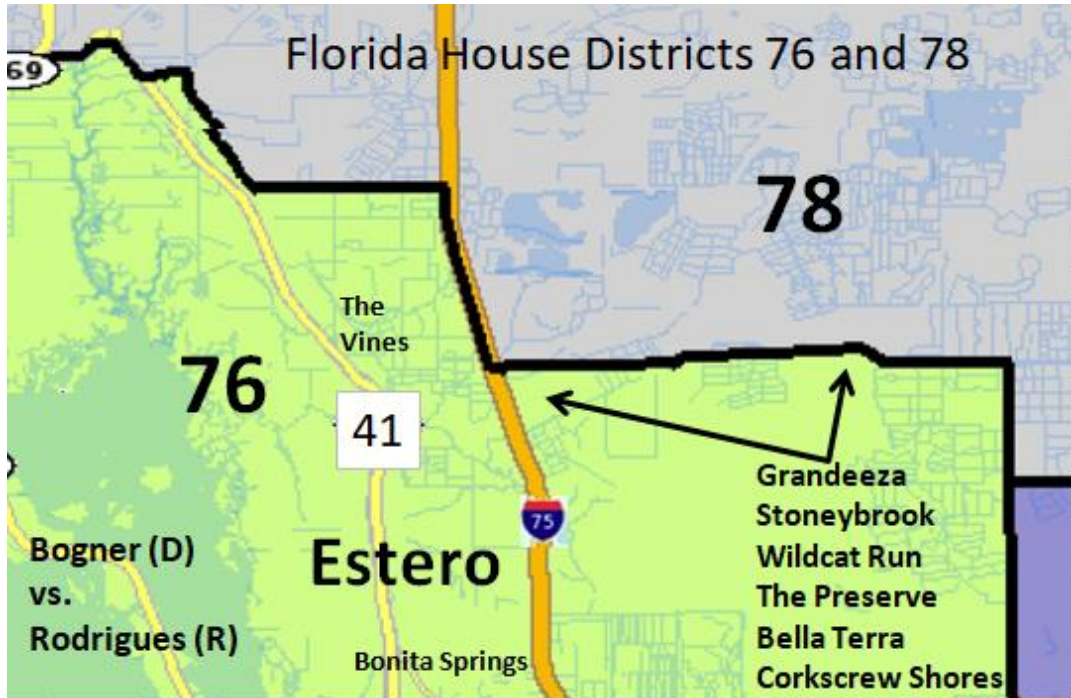 Florida House Districts 76 and 78
69
78
The
Vines
76
41
Grandeeza
Stoneybrook
75
Wildcat Run
Bogner (D)
Estero
vs.
The Preserve
Rodrigues (R)
Bella Terra
Bonita Springs
Corkscrew Shores